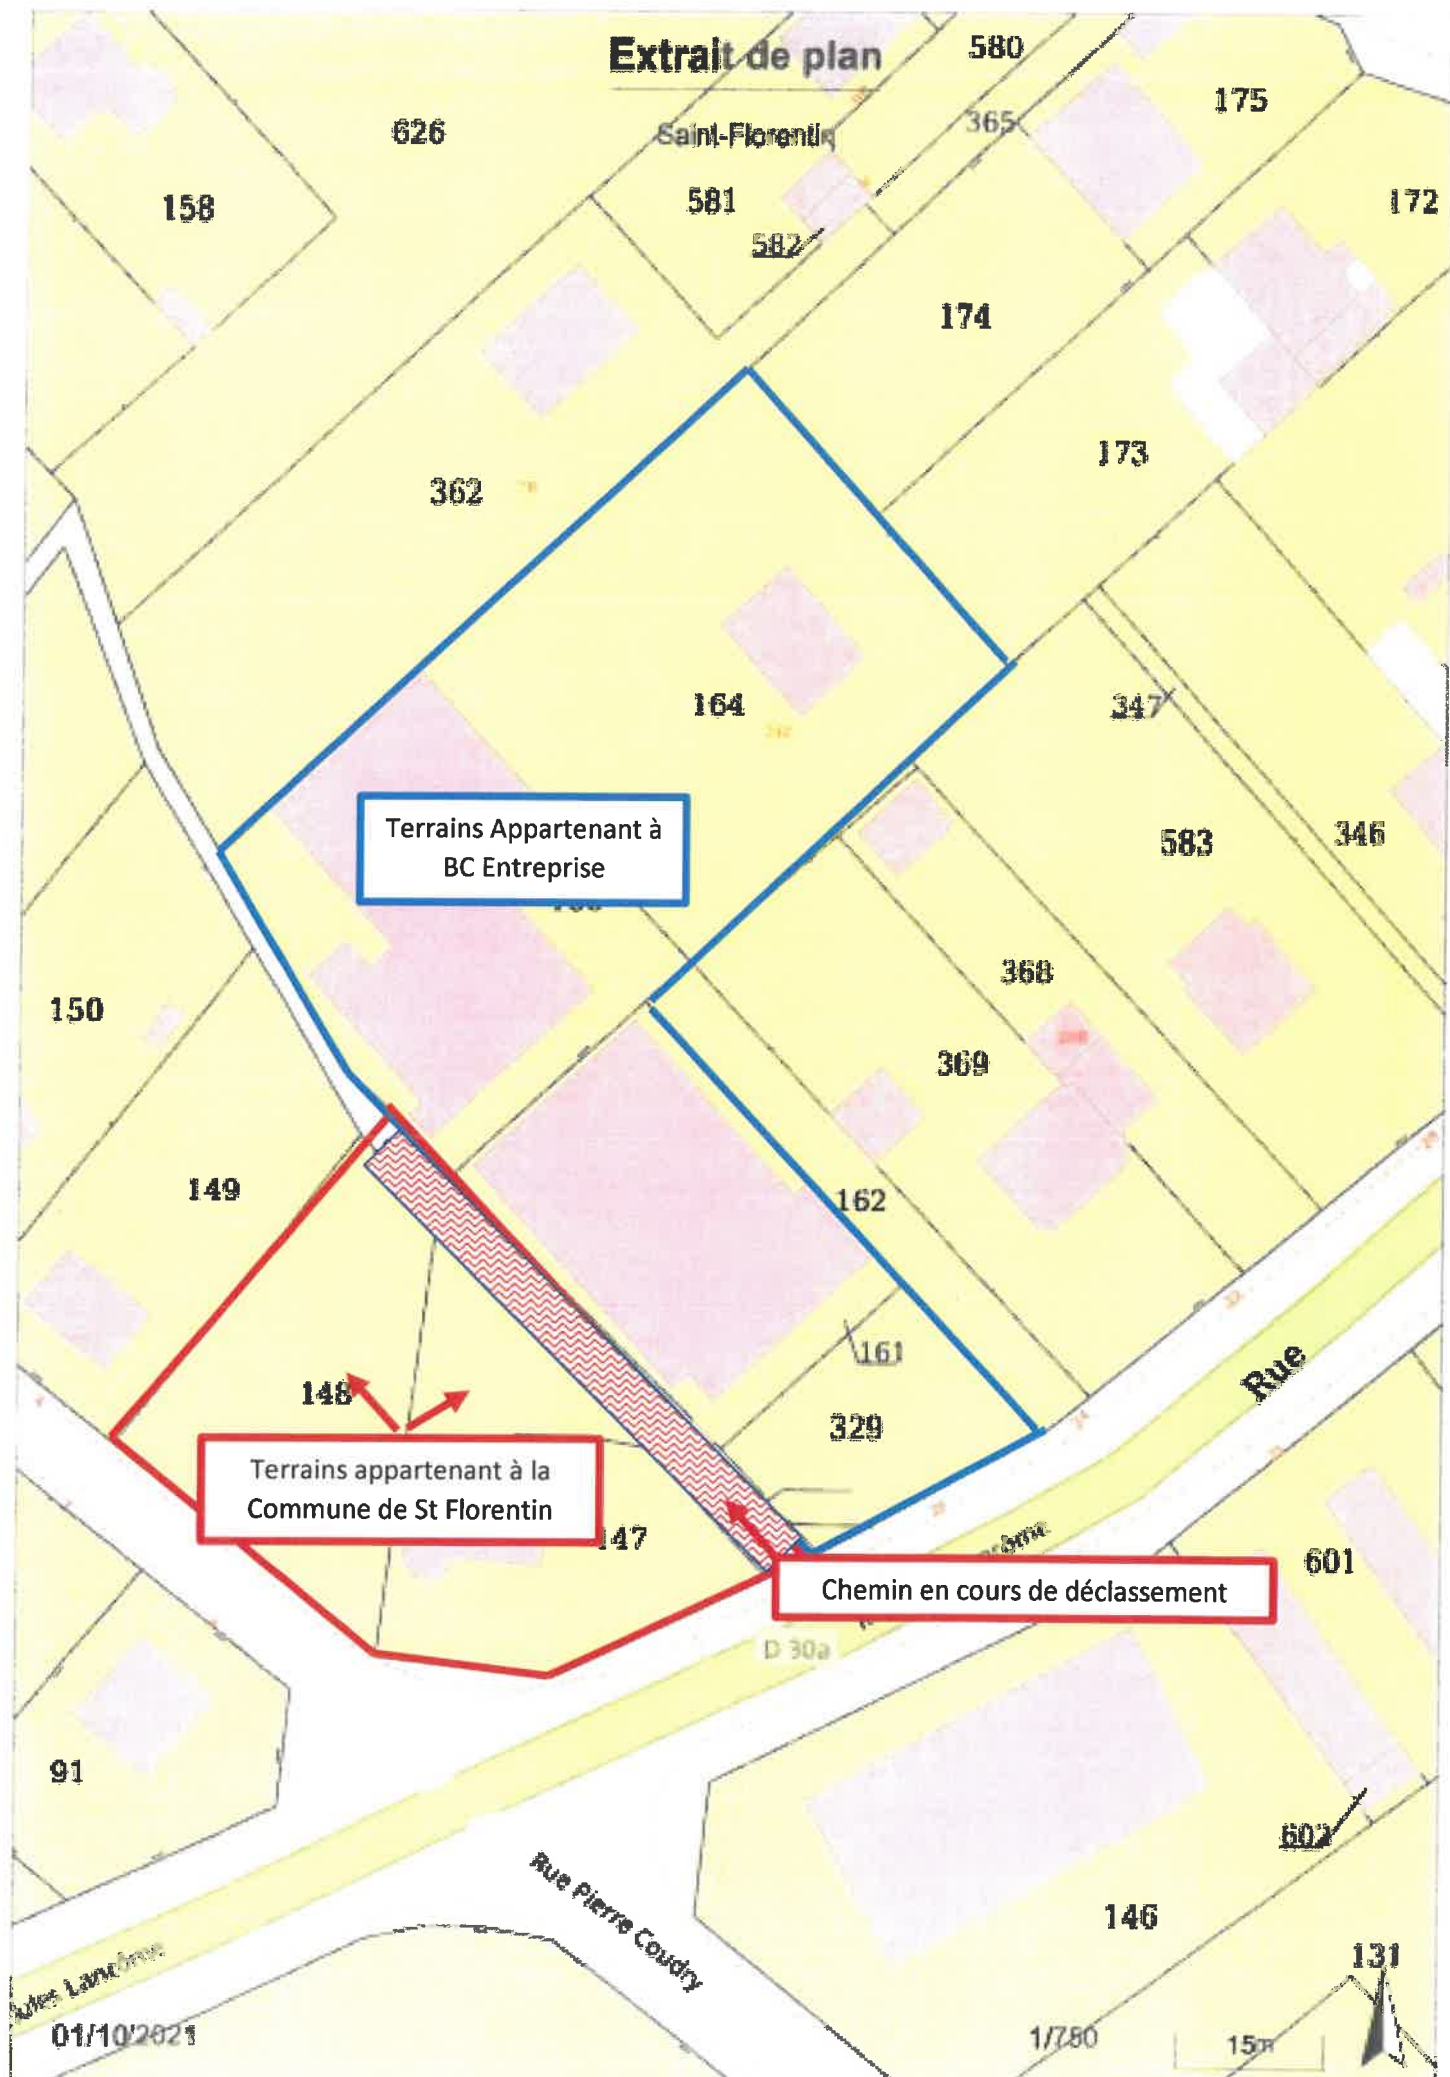 Extrait de plan
580
175
626
Saint-Florentin
365
158
581
172
582
174
173
362
164
347
Terrains Appartenant à
BC Entreprise
583
346
368
150
369
149
162
161
148
329
Rue
Terrains appartenant à la
Commune de St Florentin
147
601
Chemin en cours de déclassement
D 30a
91
602
Rue Pierre Coudry
146
131
Jules Lancôme
01/10/2021
1/750
15m